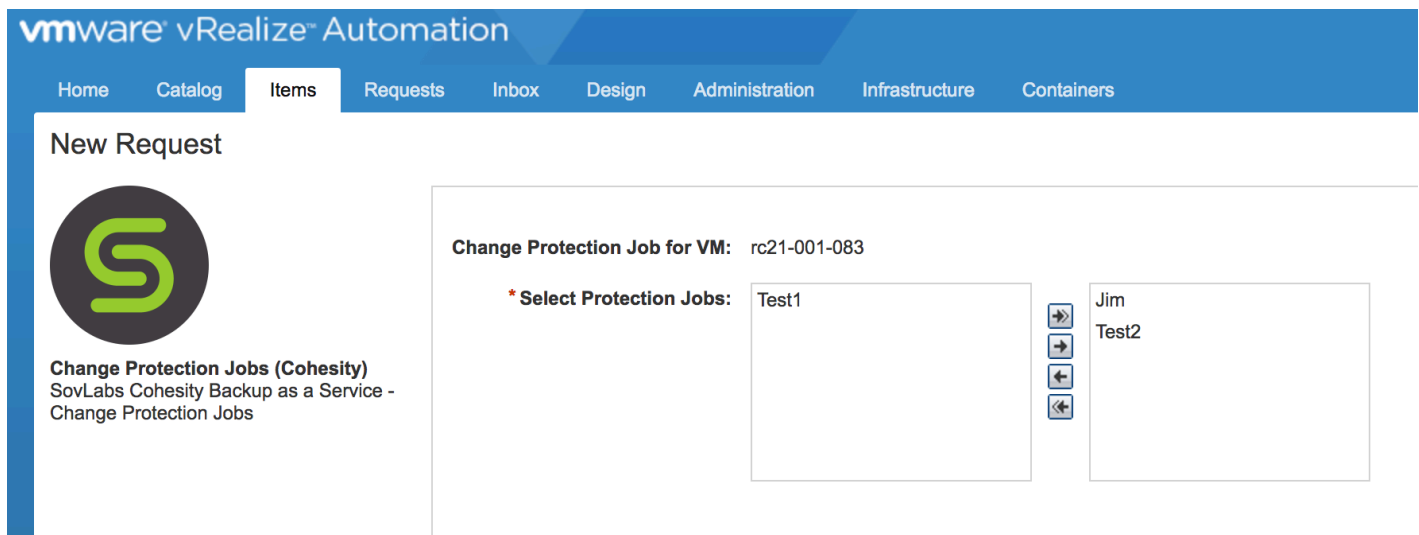 vmware® vRealize™ Automation
Home Catalog Items Requests Inbox Design Administration Infrastructure Containers
New Request
Change Protection Job for VM: rc21-001-083
* Select Protection Jobs: Test1 Jim
Test2
Change Protection Jobs (Cohesity)
SovLabs Cohesity Backup as a Service -
Change Protection Jobs